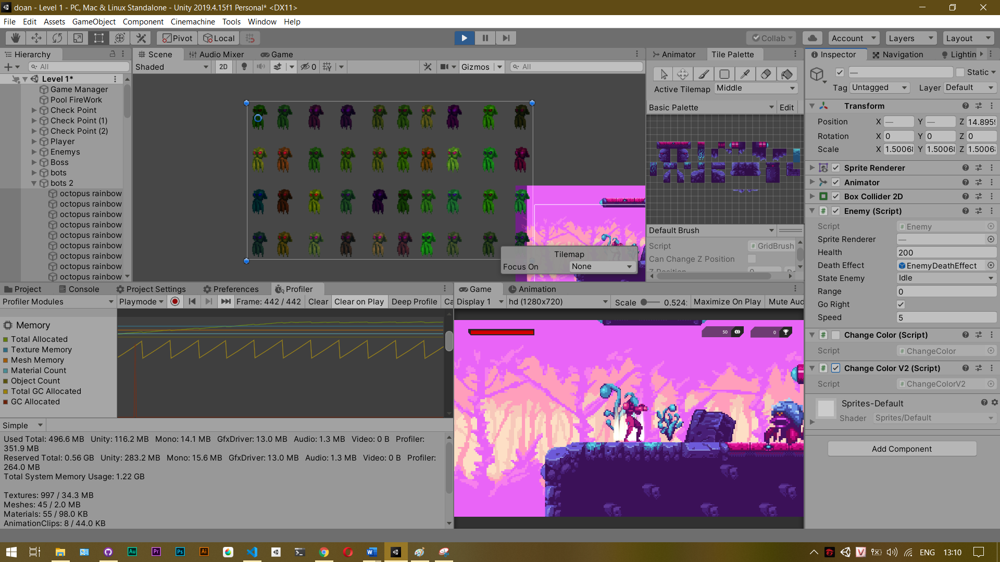 doan - Level 1 - PC, Mac & Linux Standalone - Unity 2019.4.15f1 Personal* <DX11>
File Edit Assets GameObject Component Cinemachine Tools Window Help
Pivot Local Collab Account Layers Layout
Hierarchy Scene Audio Mixer Game Animator Tile Palette Inspector Navigation Lightin
All Shaded 2D 0 Gizmos All
Level 1*
Game Manager
Pool FireWork
Check Point
Check Point (1)
Check Point (2)
Player
Enemys
Boss
bots
bots 2
octopus rainbow
octopus rainbow
octopus rainbow
octopus rainbow
octopus rainbow
octopus rainbow
octopus rainbow
octopus rainbow
octopus rainbow
Tilemap
Focus On None
Active Tilemap Middle
Basic Palette Edit
Default Brush
Script GridBrush
Can Change Z Position
Z Position 0
— Static
Tag Untagged Layer Default
Transform
Position X — Y — Z 14.895
Rotation X 0 Y 0 Z 0
Scale X 1.5006 Y 1.5006 Z 1.5006
Sprite Renderer
Animator
Box Collider 2D
Enemy (Script)
Script Enemy
Sprite Renderer —
Health 200
Death Effect EnemyDeathEffect
State Enemy Idle
Range 0
Go Right
Speed 5
Change Color (Script)
Script ChangeColor
Change Color V2 (Script)
Script ChangeColorV2
Sprites-Default
Shader Sprites/Default
Add Component
Project Console Project Settings Preferences Profiler
Profiler Modules Playmode Frame: 442 / 442 Clear Clear on Play Deep Profile Ca
Memory
Total Allocated
Texture Memory
Mesh Memory
Material Count
Object Count
Total GC Allocated
GC Allocated
Simple
Used Total: 496.6 MB Unity: 116.2 MB Mono: 14.1 MB GfxDriver: 13.0 MB Audio: 1.3 MB Video: 0 B Profiler:
351.9 MB
Reserved Total: 0.56 GB Unity: 283.2 MB Mono: 15.6 MB GfxDriver: 13.0 MB Audio: 1.3 MB Video: 0 B Profiler:
264.0 MB
Total System Memory Usage: 1.22 GB
Textures: 997 / 34.3 MB
Meshes: 45 / 2.0 MB
Materials: 55 / 98.0 KB
AnimationClips: 8 / 44.0 KB
Game Animation
Display 1 hd (1280x720) Scale 0.524 Maximize On Play Mute Aud
50 0
Au Pr Ps Ai
ENG 13:10